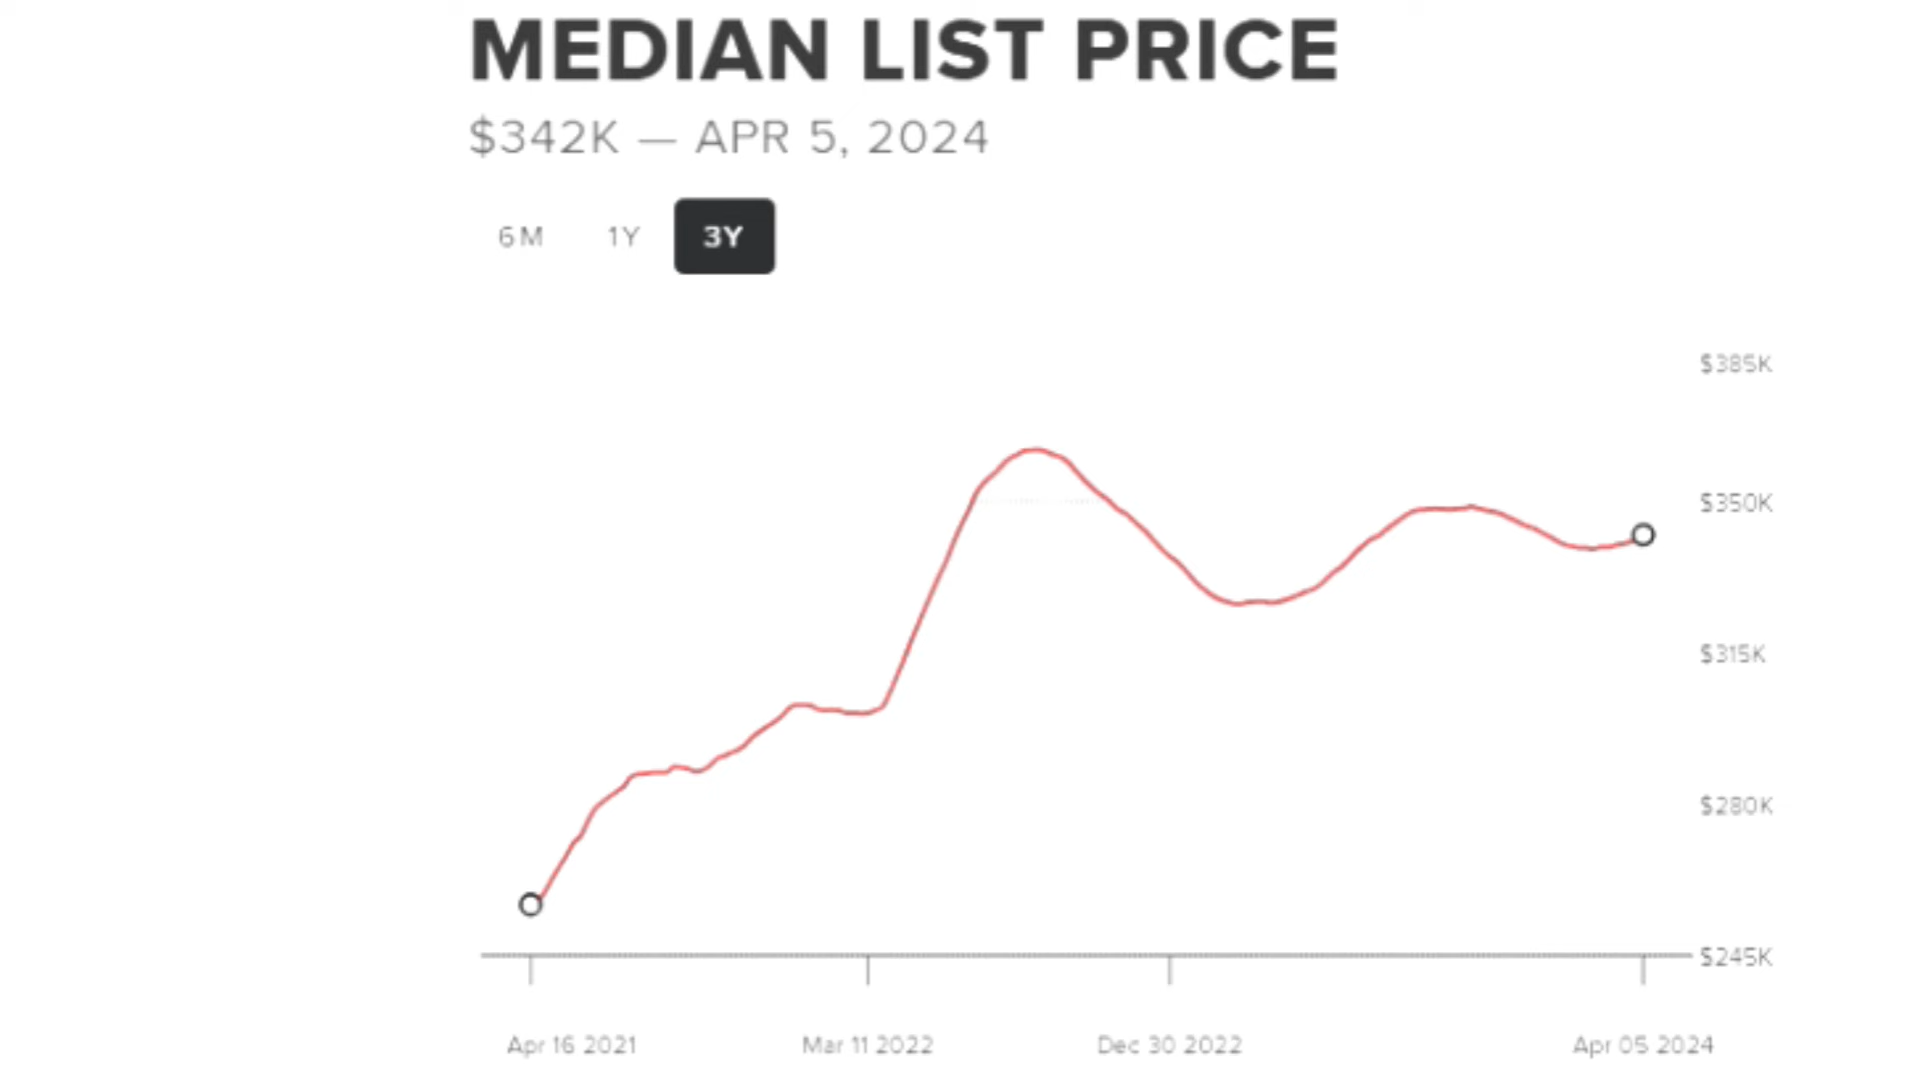 MEDIAN LIST PRICE
$342K — APR 5, 2024
6M 1Y 3Y
$385K
$350K
$315K
$280K
$245K
Apr 16 2021 Mar 11 2022 Dec 30 2022 Apr 05 2024